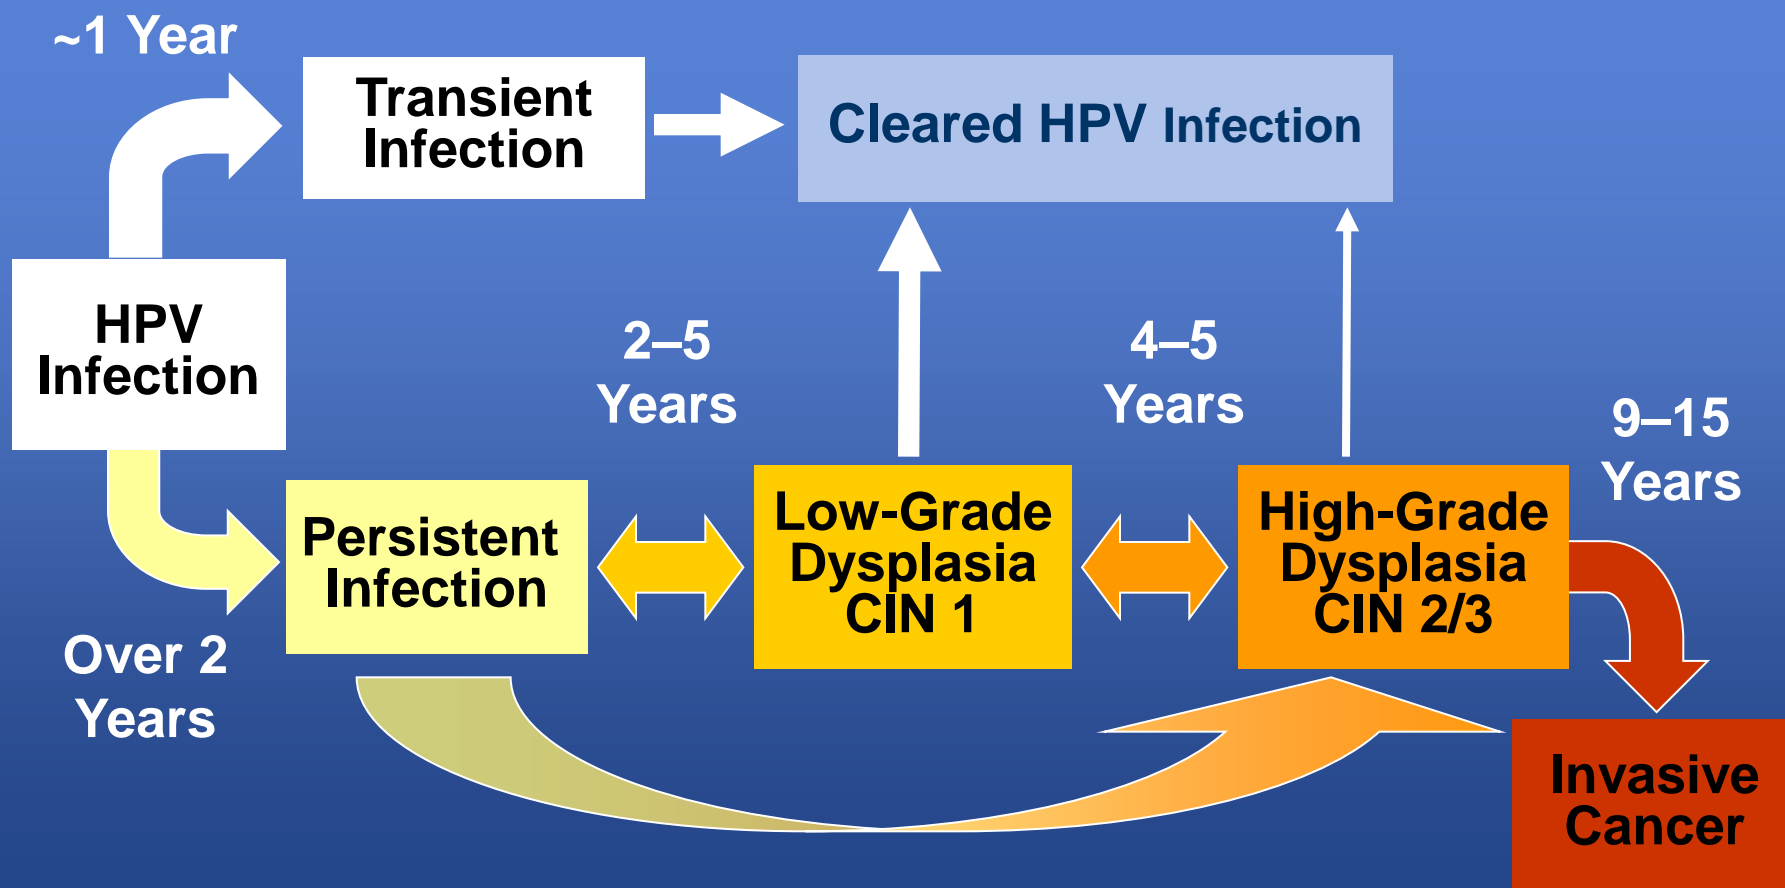 ~1 Year
Transient
Infection
Cleared HPV Infection
HPV
Infection
2–5
Years
4–5
Years
9–15
Years
Persistent
Infection
Low-Grade
Dysplasia
CIN 1
High-Grade
Dysplasia
CIN 2/3
Over 2
Years
Invasive
Cancer